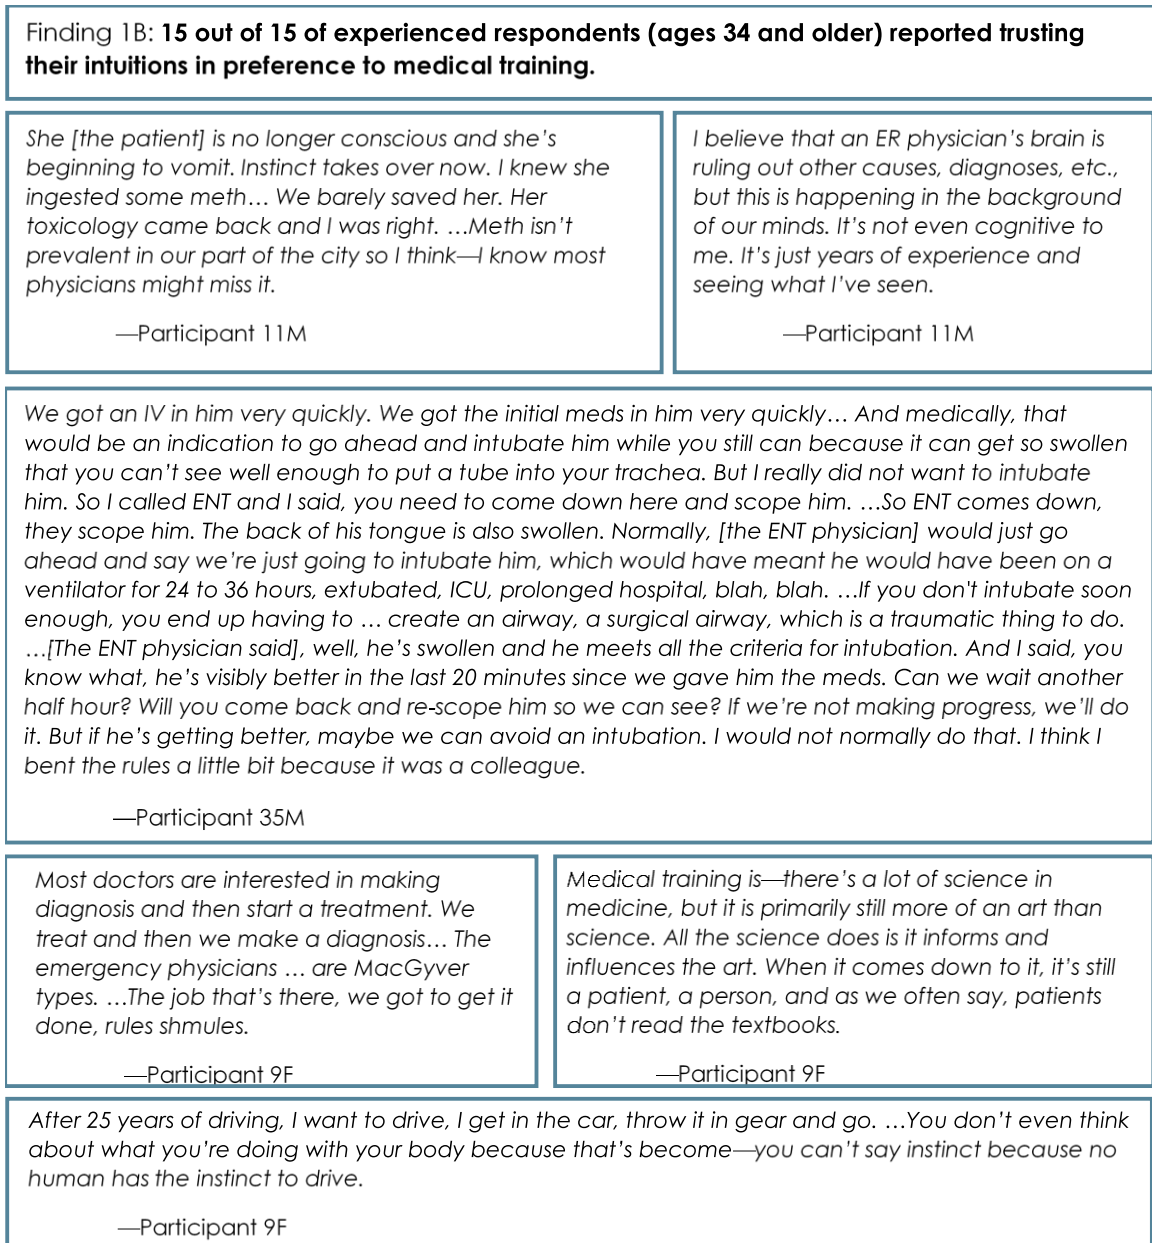 Finding 1B: 15 out of 15 of experienced respondents (ages 34 and older) reported trusting
their intuitions in preference to medical training.
She [the patient] is no longer conscious and she's
beginning to vomit. Instinct takes over now. I knew she
ingested some meth… We barely saved her. Her
toxicology came back and I was right. …Meth isn't
prevalent in our part of the city so I think—I know most
physicians might miss it.
—Participant 11M
I believe that an ER physician's brain is
ruling out other causes, diagnoses, etc.,
but this is happening in the background
of our minds. It's not even cognitive to
me. It's just years of experience and
seeing what I've seen.
—Participant 11M
We got an IV in him very quickly. We got the initial meds in him very quickly… And medically, that
would be an indication to go ahead and intubate him while you still can because it can get so swollen
that you can't see well enough to put a tube into your trachea. But I really did not want to intubate
him. So I called ENT and I said, you need to come down here and scope him. …So ENT comes down,
they scope him. The back of his tongue is also swollen. Normally, [the ENT physician] would just go
ahead and say we're just going to intubate him, which would have meant he would have been on a
ventilator for 24 to 36 hours, extubated, ICU, prolonged hospital, blah, blah. …If you don't intubate soon
enough, you end up having to … create an airway, a surgical airway, which is a traumatic thing to do.
…[The ENT physician said], well, he's swollen and he meets all the criteria for intubation. And I said, you
know what, he's visibly better in the last 20 minutes since we gave him the meds. Can we wait another
half hour? Will you come back and re-scope him so we can see? If we're not making progress, we'll do
it. But if he's getting better, maybe we can avoid an intubation. I would not normally do that. I think I
bent the rules a little bit because it was a colleague.
—Participant 35M
Most doctors are interested in making
diagnosis and then start a treatment. We
treat and then we make a diagnosis… The
emergency physicians … are MacGyver
types. …The job that's there, we got to get it
done, rules shmules.
—Participant 9F
Medical training is—there's a lot of science in
medicine, but it is primarily still more of an art than
science. All the science does is it informs and
influences the art. When it comes down to it, it's still
a patient, a person, and as we often say, patients
don't read the textbooks.
—Participant 9F
After 25 years of driving, I want to drive, I get in the car, throw it in gear and go. …You don't even think
about what you're doing with your body because that's become—you can't say instinct because no
human has the instinct to drive.
—Participant 9F